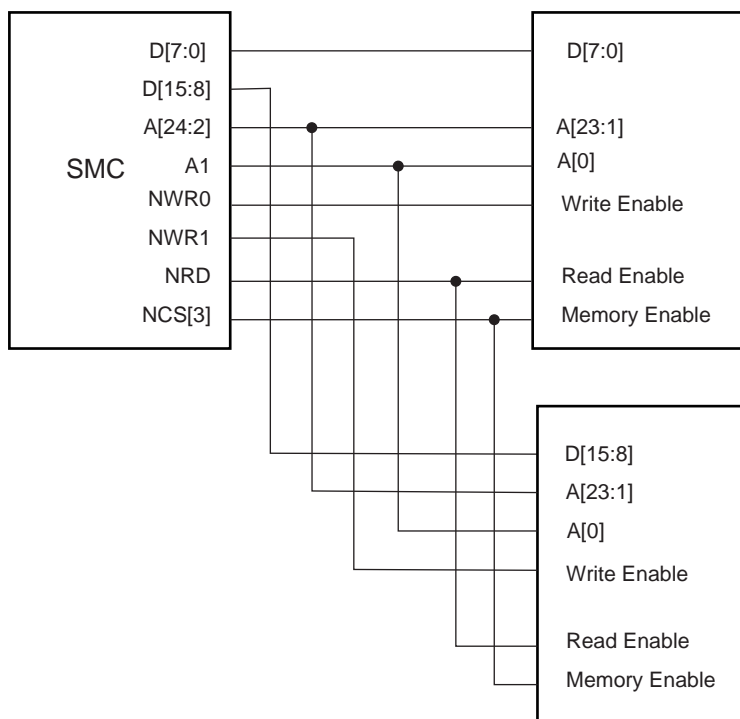 D[7:0]
D[15:8]
A[24:2]
SMC
A1
NWR0
NWR1
NRD
NCS[3]
D[7:0]
A[23:1]
A[0]
Write Enable
Read Enable
Memory Enable
D[15:8]
A[23:1]
A[0]
Write Enable
Read Enable
Memory Enable